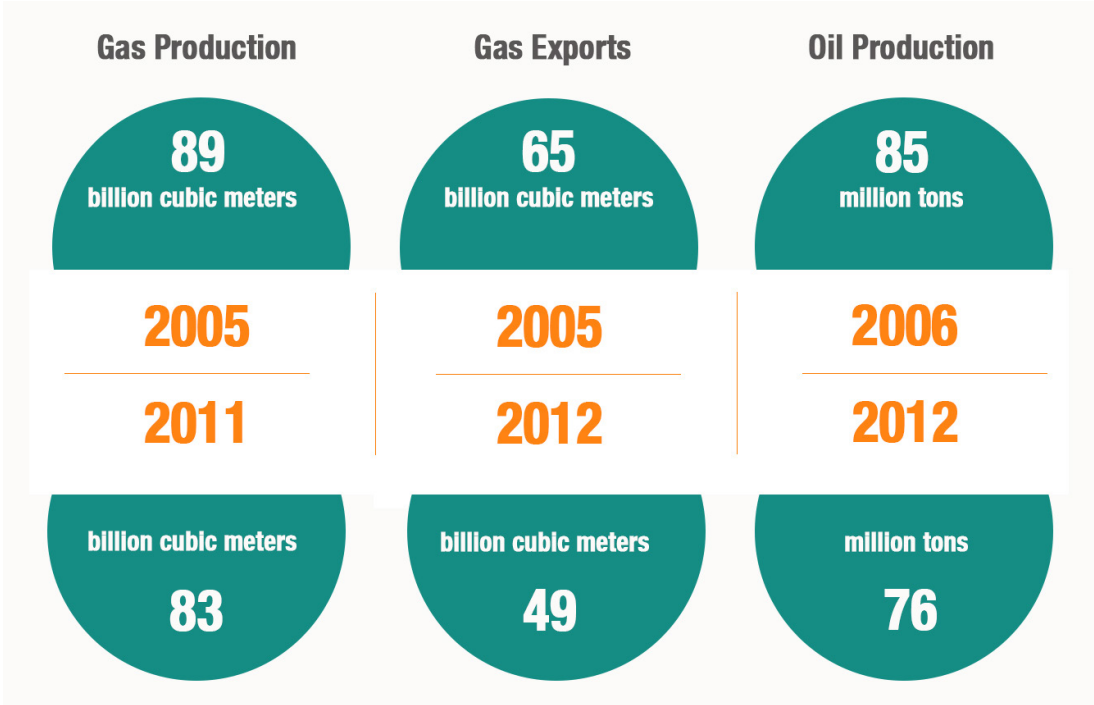 Gas Production
89
billion cubic meters
2005
2011
billion cubic meters
83
Gas Exports
65
billion cubic meters
2005
2012
billion cubic meters
49
Oil Production
85
million tons
2006
2012
million tons
76